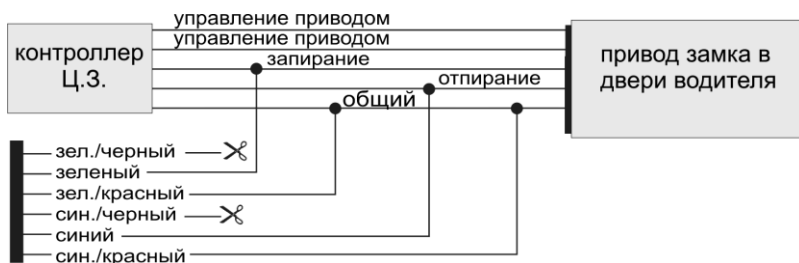 управление приводом
управление приводом
контроллер
Ц.З.
запирание
отпирание
общий
привод замка в
двери водителя
зел./черный
зеленый
зел./красный
син./черный
синий
син./красный